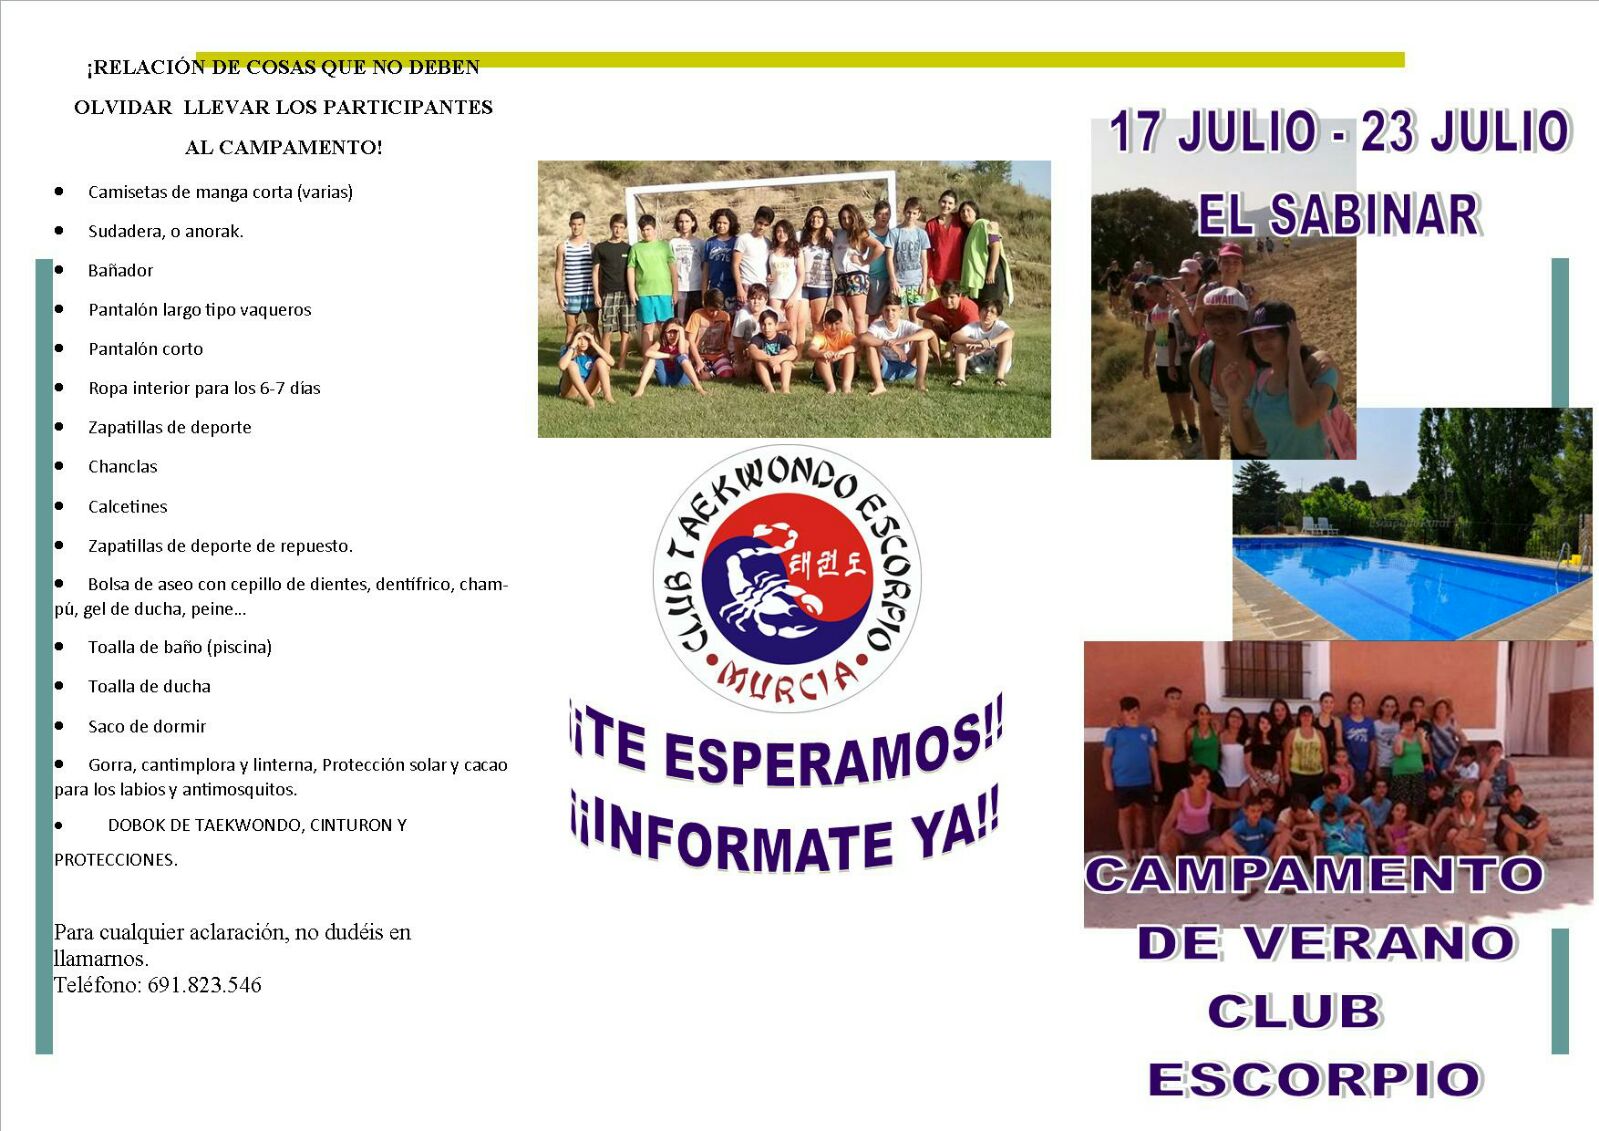 ¡RELACIÓN DE COSAS QUE NO DEBEN
OLVIDAR LLEVAR LOS PARTICIPANTES
AL CAMPAMENTO!
• Camisetas de manga corta (varias)
• Sudadera, o anorak.
• Bañador
• Pantalón largo tipo vaqueros
• Pantalón corto
• Ropa interior para los 6-7 días
• Zapatillas de deporte
• Chanclas
• Calcetines
• Zapatillas de deporte de repuesto.
• Bolsa de aseo con cepillo de dientes, dentífrico, cham-
pú, gel de ducha, peine...
• Toalla de baño (piscina)
• Toalla de ducha
• Saco de dormir
• Gorra, cantimplora y linterna, Protección solar y cacao
para los labios y antimosquitos.
• DOBOK DE TAEKWONDO, CINTURON Y
PROTECCIONES.
Para cualquier aclaración, no dudéis en
llamarnos.
Teléfono: 691.823.546
CLUB TAEKWONDO ESCORPIO
태권도
• MURCIA •
¡¡TE ESPERAMOS!!
¡¡INFORMATE YA!!
17 JULIO - 23 JULIO
EL SABINAR
HAWAII
Escapada Rural
CAMPAMENTO
DE VERANO
CLUB
ESCORPIO